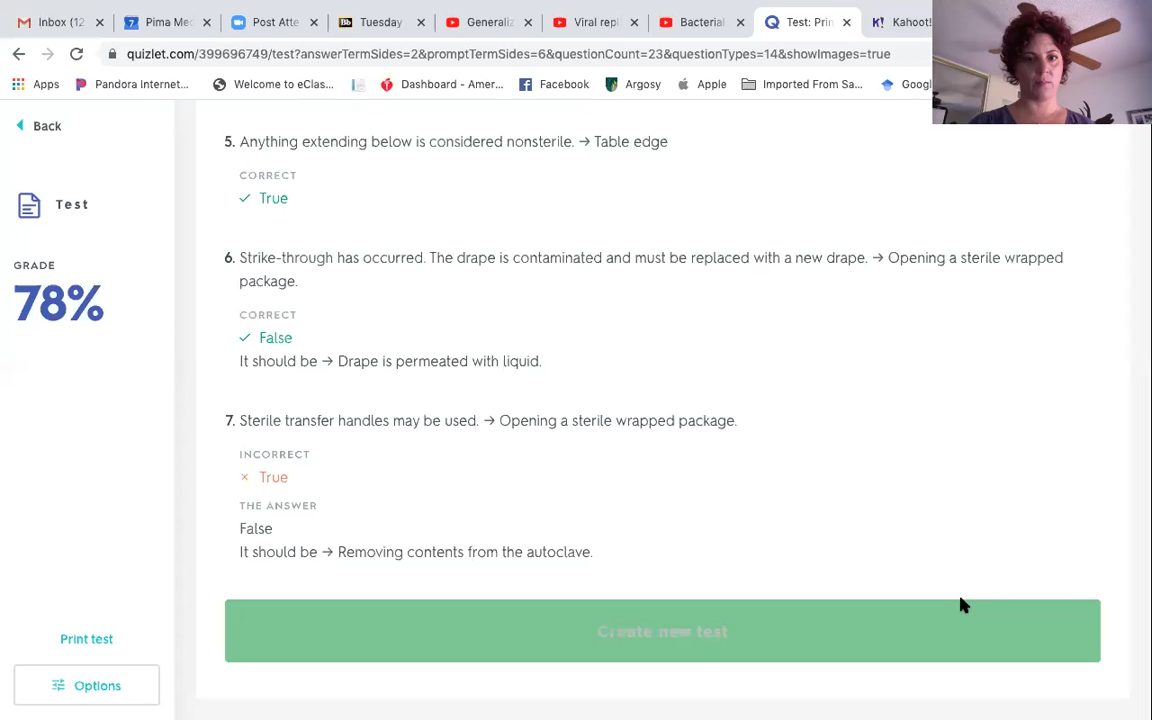 Inbox (12
Pima Me
Post Atte
Tuesday
Generali
Viral rep
Bacterial
Test: Prin
Kahoot!
quizlet.com/399696749/test?answerTermSides=2&promptTermSides=6&questionCount=23&questionTypes=14&showImages=true
Apps
Pandora Internet...
Welcome to eClas...
Dashboard - Amer...
Facebook
Argosy
Apple
Imported From Sa...
Googl
Back
Test
GRADE
78%
Print test
Options
5. Anything extending below is considered nonsterile. → Table edge
CORRECT
✓ True
6. Strike-through has occurred. The drape is contaminated and must be replaced with a new drape. → Opening a sterile wrapped
package.
CORRECT
✓ False
It should be → Drape is permeated with liquid.
7. Sterile transfer handles may be used. → Opening a sterile wrapped package.
INCORRECT
× True
THE ANSWER
False
It should be → Removing contents from the autoclave.
Create new test